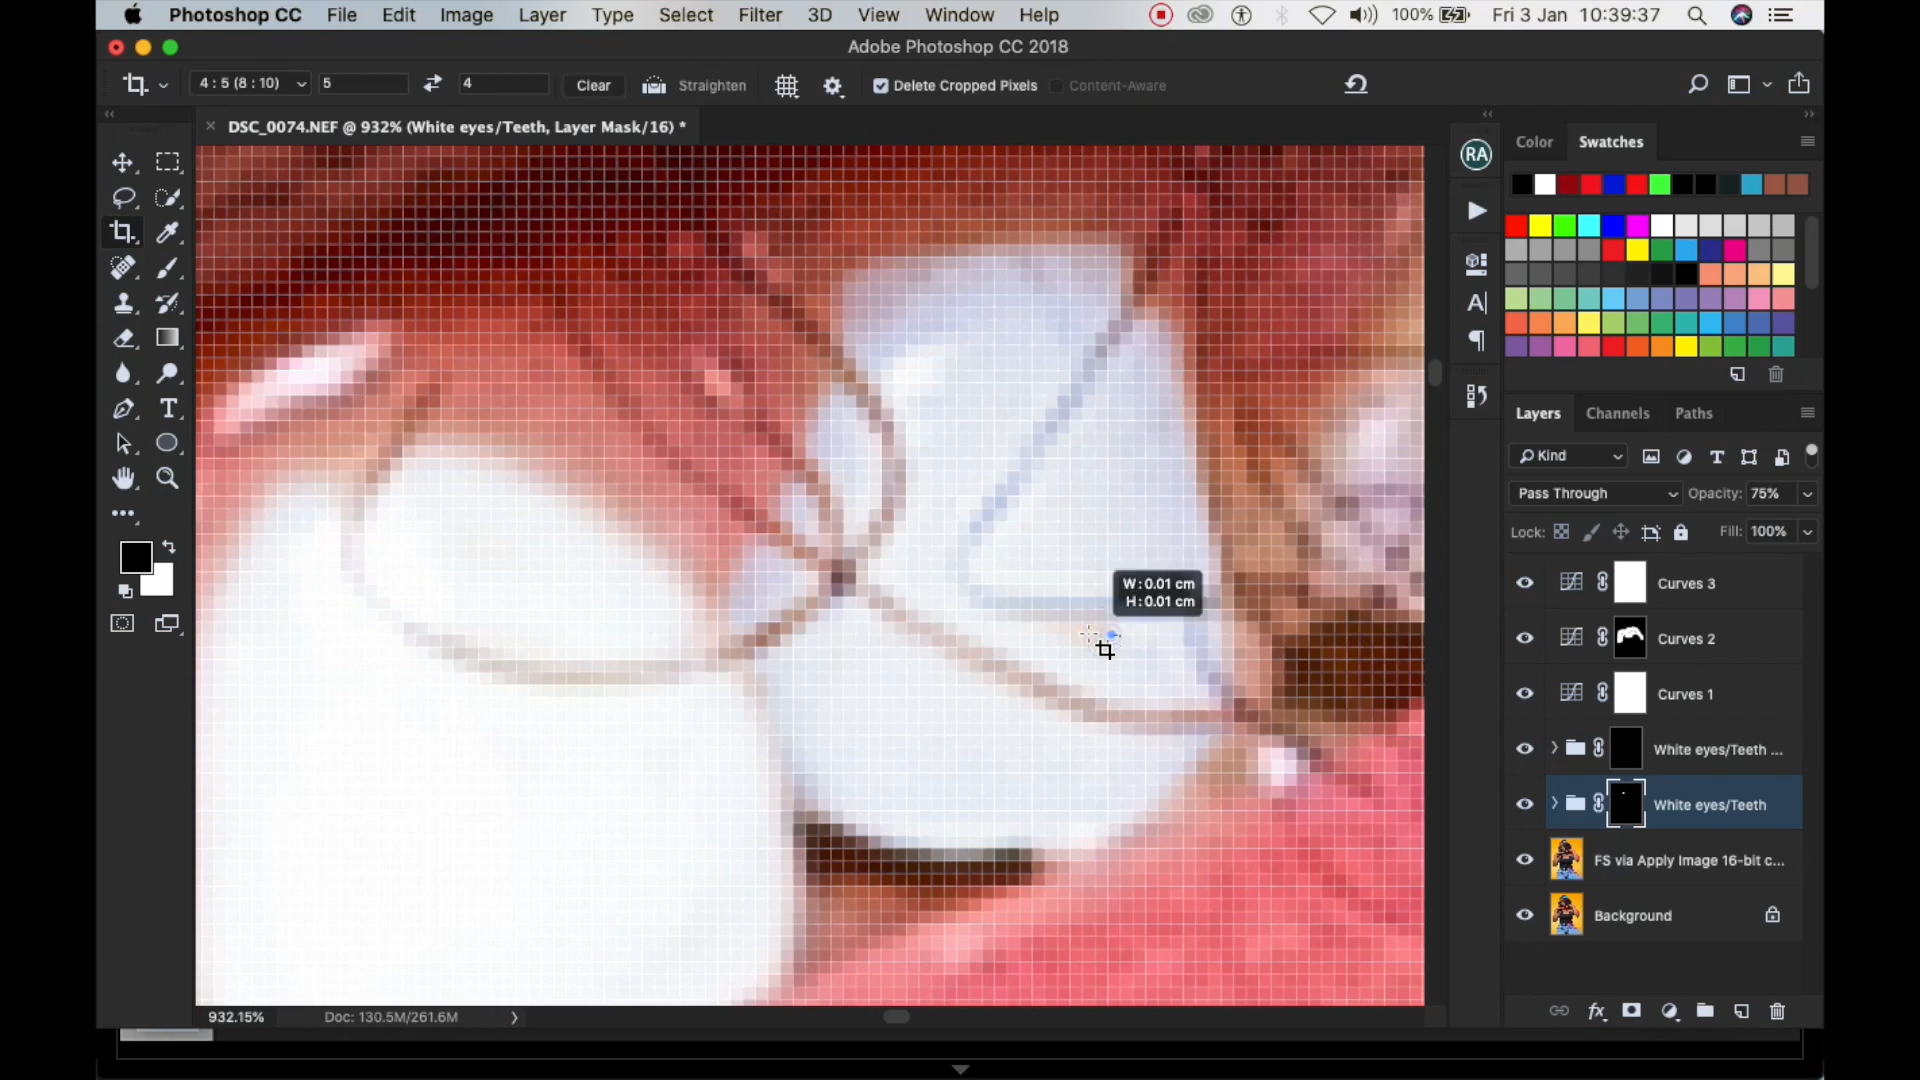 Photoshop CC File Edit Image Layer Type Select Filter 3D View Window Help 100% Fri 3 Jan 10:39:37
Adobe Photoshop CC 2018
4 : 5 (8 : 10) 5 4 Clear Straighten Delete Cropped Pixels Content-Aware
DSC_0074.NEF @ 932% (White eyes/Teeth, Layer Mask/16) *
RA
Color Swatches
Layers Channels Paths
Kind
Pass Through Opacity: 75%
Lock: Fill: 100%
Curves 3
W: 0.01 cm
H: 0.01 cm
Curves 2
Curves 1
White eyes/Teeth ...
White eyes/Teeth
FS via Apply Image 16-bit c...
Background
932.15% Doc: 130.5M/261.6M